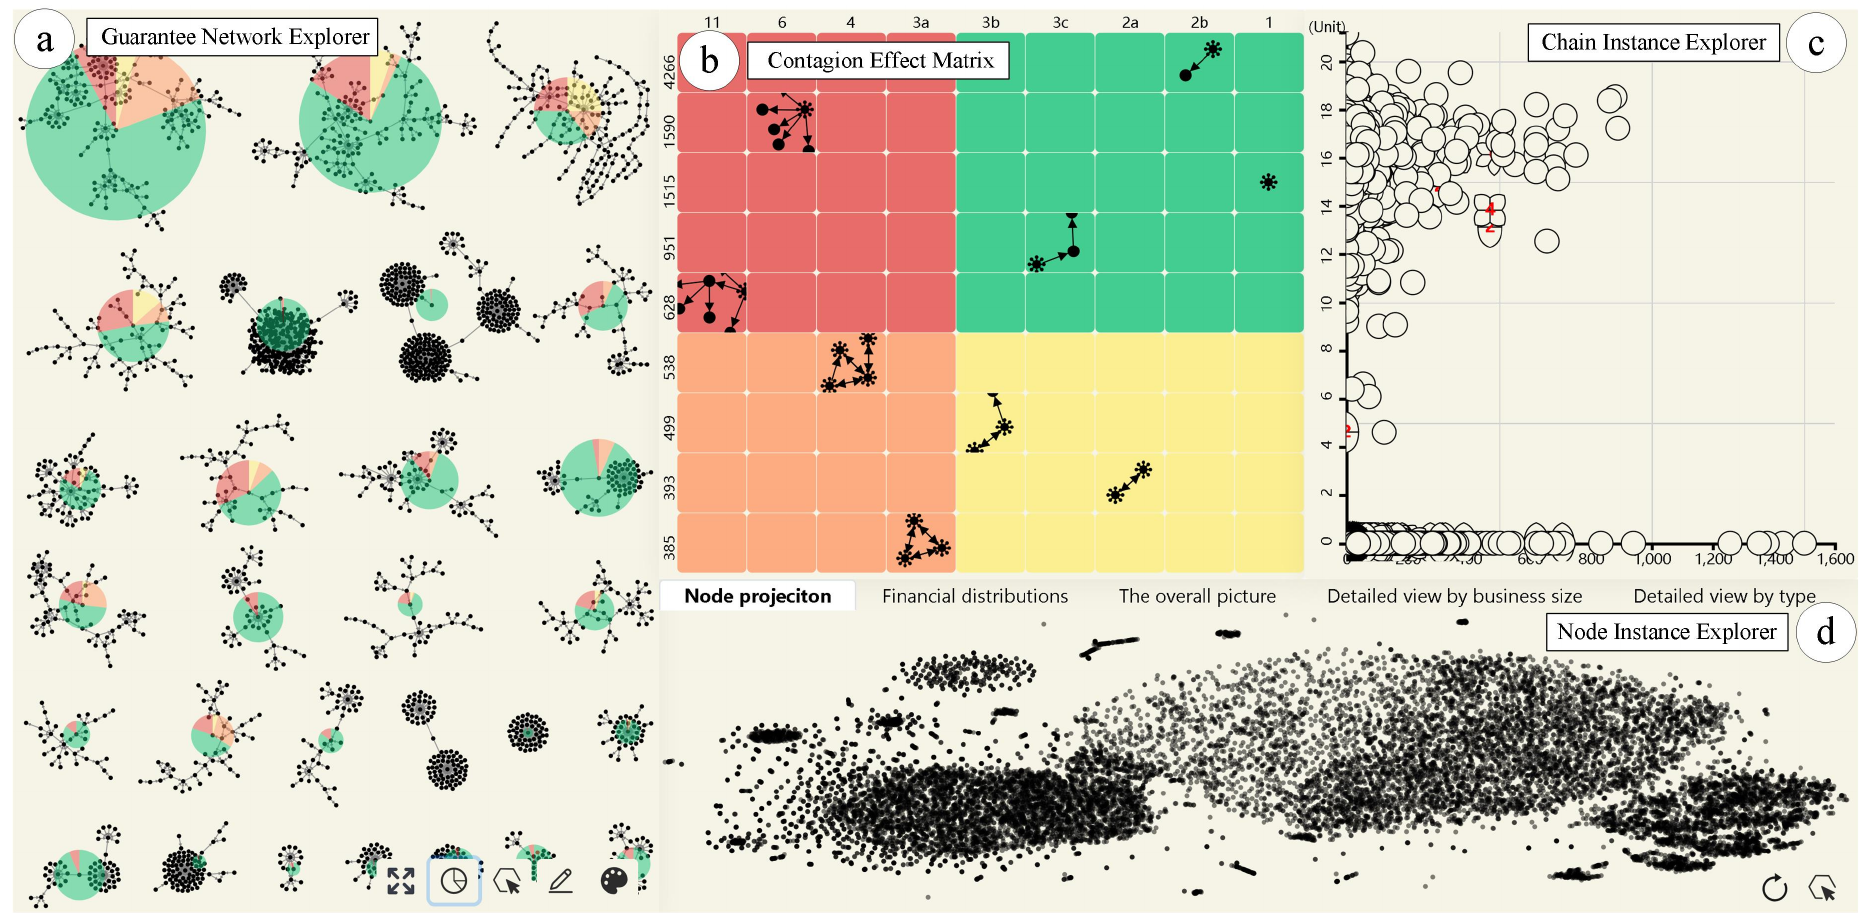 a
Guarantee Network Explorer
11 6 4 3a 3b 3c 2a 2b 1
b
Contagion Effect Matrix
4266
1590
1515
951
628
538
499
393
385
(Unit)
Chain Instance Explorer
c
20
18
16
14
12
10
8
6
4
2
0
4
2
800 1,000 1,200 1,400 1,600
Node projeciton Financial distributions The overall picture Detailed view by business size Detailed view by type
Node Instance Explorer
d